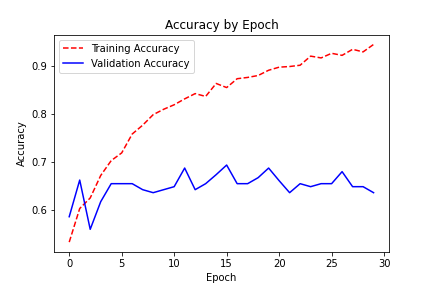 Accuracy by Epoch
Training Accuracy
Validation Accuracy
Accuracy
0.9
0.8
0.7
0.6
0 5 10 15 20 25 30
Epoch